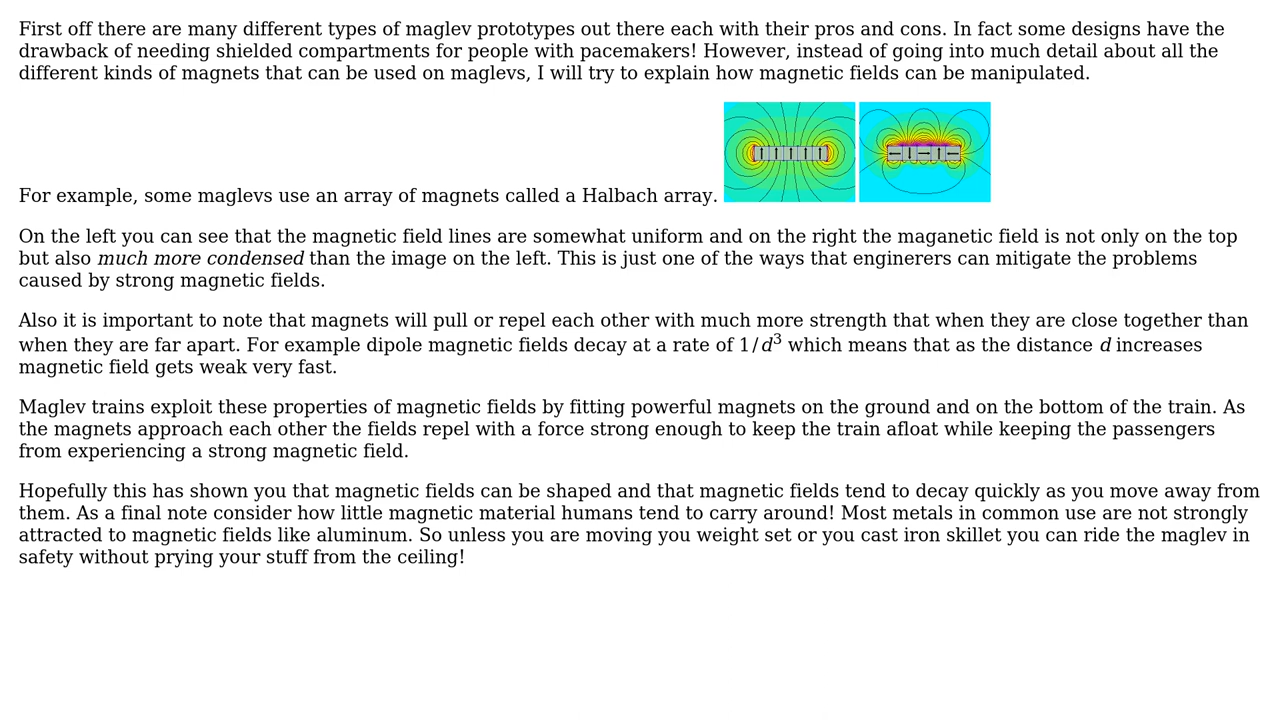 First off there are many different types of maglev prototypes out there each with their pros and cons. In fact some designs have the
drawback of needing shielded compartments for people with pacemakers! However, instead of going into much detail about all the
different kinds of magnets that can be used on maglevs, I will try to explain how magnetic fields can be manipulated.
For example, some maglevs use an array of magnets called a Halbach array.
On the left you can see that the magnetic field lines are somewhat uniform and on the right the maganetic field is not only on the top
but also much more condensed than the image on the left. This is just one of the ways that enginerers can mitigate the problems
caused by strong magnetic fields.
Also it is important to note that magnets will pull or repel each other with much more strength that when they are close together than
when they are far apart. For example dipole magnetic fields decay at a rate of 1/d³ which means that as the distance d increases
magnetic field gets weak very fast.
Maglev trains exploit these properties of magnetic fields by fitting powerful magnets on the ground and on the bottom of the train. As
the magnets approach each other the fields repel with a force strong enough to keep the train afloat while keeping the passengers
from experiencing a strong magnetic field.
Hopefully this has shown you that magnetic fields can be shaped and that magnetic fields tend to decay quickly as you move away from
them. As a final note consider how little magnetic material humans tend to carry around! Most metals in common use are not strongly
attracted to magnetic fields like aluminum. So unless you are moving you weight set or you cast iron skillet you can ride the maglev in
safety without prying your stuff from the ceiling!